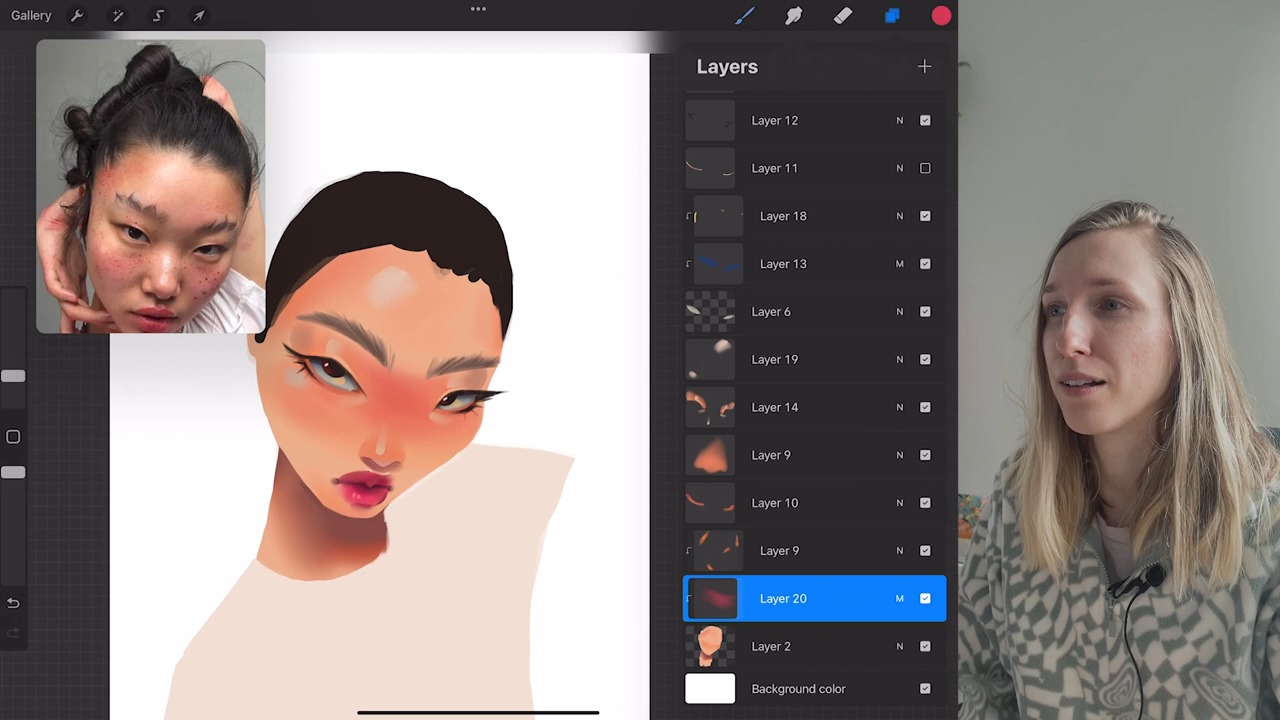 Gallery
Layers
Layer 12 N
Layer 11 N
Layer 18 N
Layer 13 M
Layer 6 N
Layer 19 N
Layer 14 N
Layer 9 N
Layer 10 N
Layer 9 N
Layer 20 M
Layer 2 N
Background color